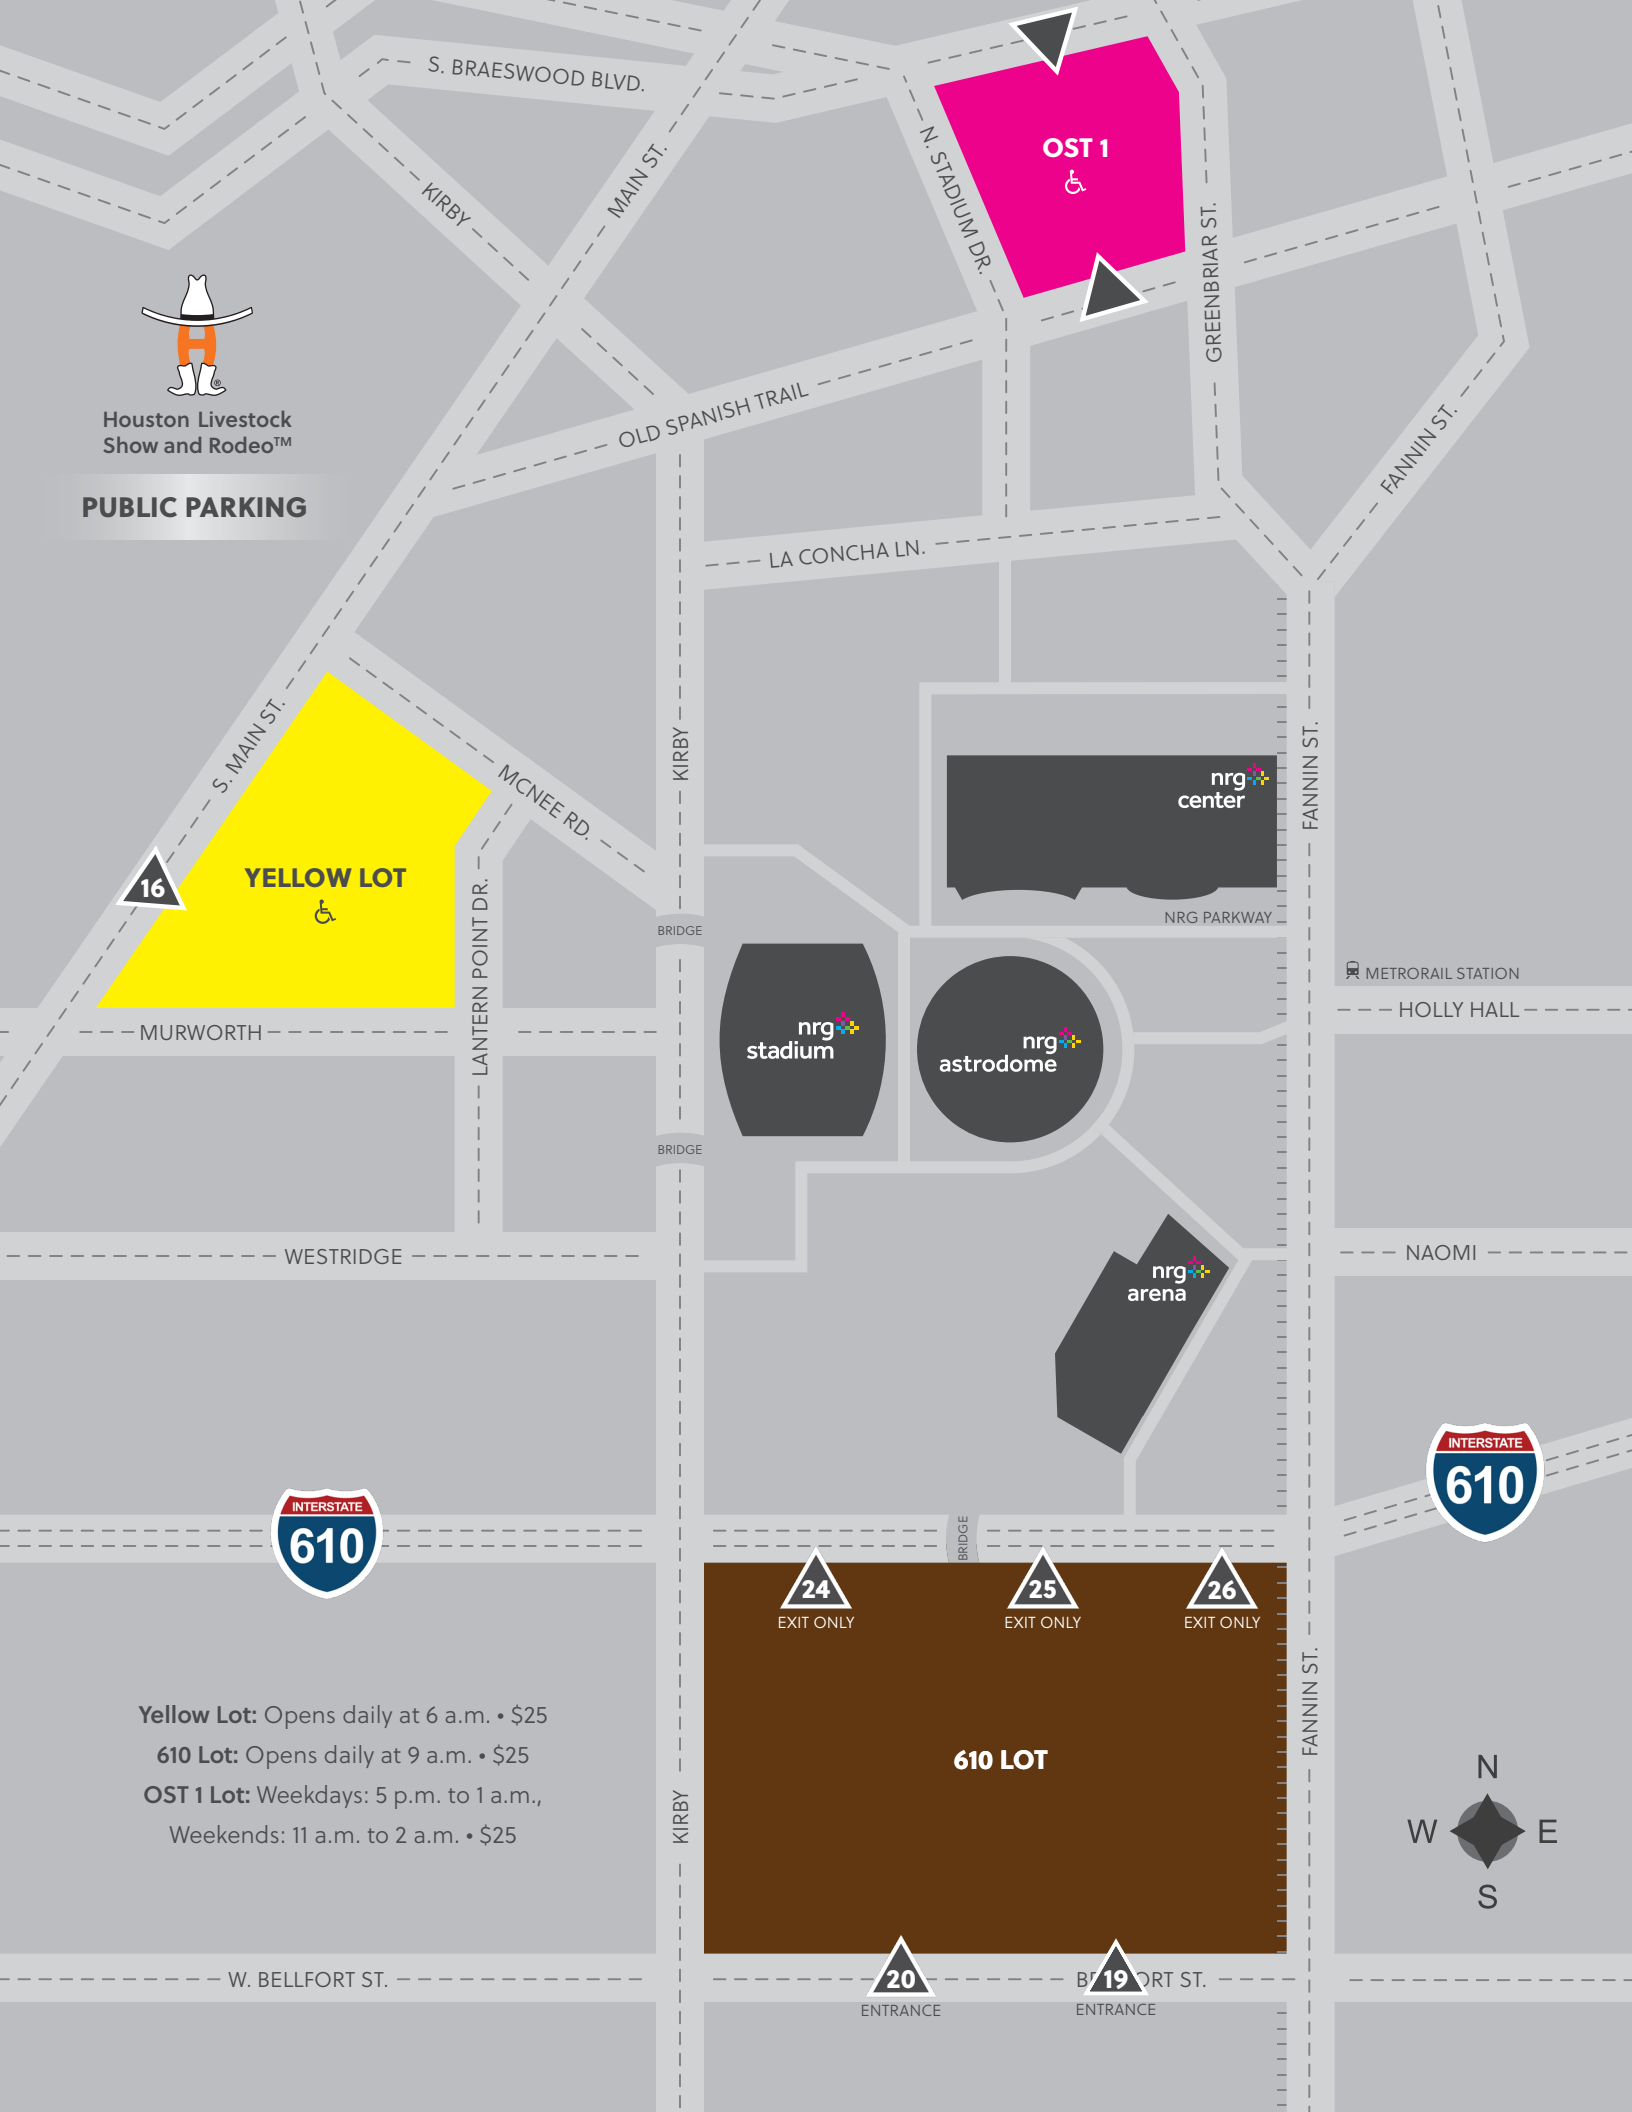 S. BRAESWOOD BLVD.
OST 1
N. STADIUM DR.
MAIN ST.
KIRBY
GREENBRIAR ST.
®
Houston Livestock
Show and Rodeo™
OLD SPANISH TRAIL
FANNIN ST.
PUBLIC PARKING
LA CONCHA LN.
S. MAIN ST.
KIRBY
FANNIN ST.
nrg
center
MCNEE RD.
YELLOW LOT
16
NRG PARKWAY
BRIDGE
LANTERN POINT DR.
METRORAIL STATION
HOLLY HALL
MURWORTH
nrg
stadium
nrg
astrodome
BRIDGE
WESTRIDGE
NAOMI
nrg
arena
INTERSTATE
610
INTERSTATE
610
BRIDGE
24
EXIT ONLY
25
EXIT ONLY
26
EXIT ONLY
FANNIN ST.
Yellow Lot: Opens daily at 6 a.m. • $25
610 Lot: Opens daily at 9 a.m. • $25
OST 1 Lot: Weekdays: 5 p.m. to 1 a.m.,
Weekends: 11 a.m. to 2 a.m. • $25
610 LOT
KIRBY
N
W
E
S
W. BELLFORT ST.
20
ENTRANCE
19
ORT ST.
ENTRANCE